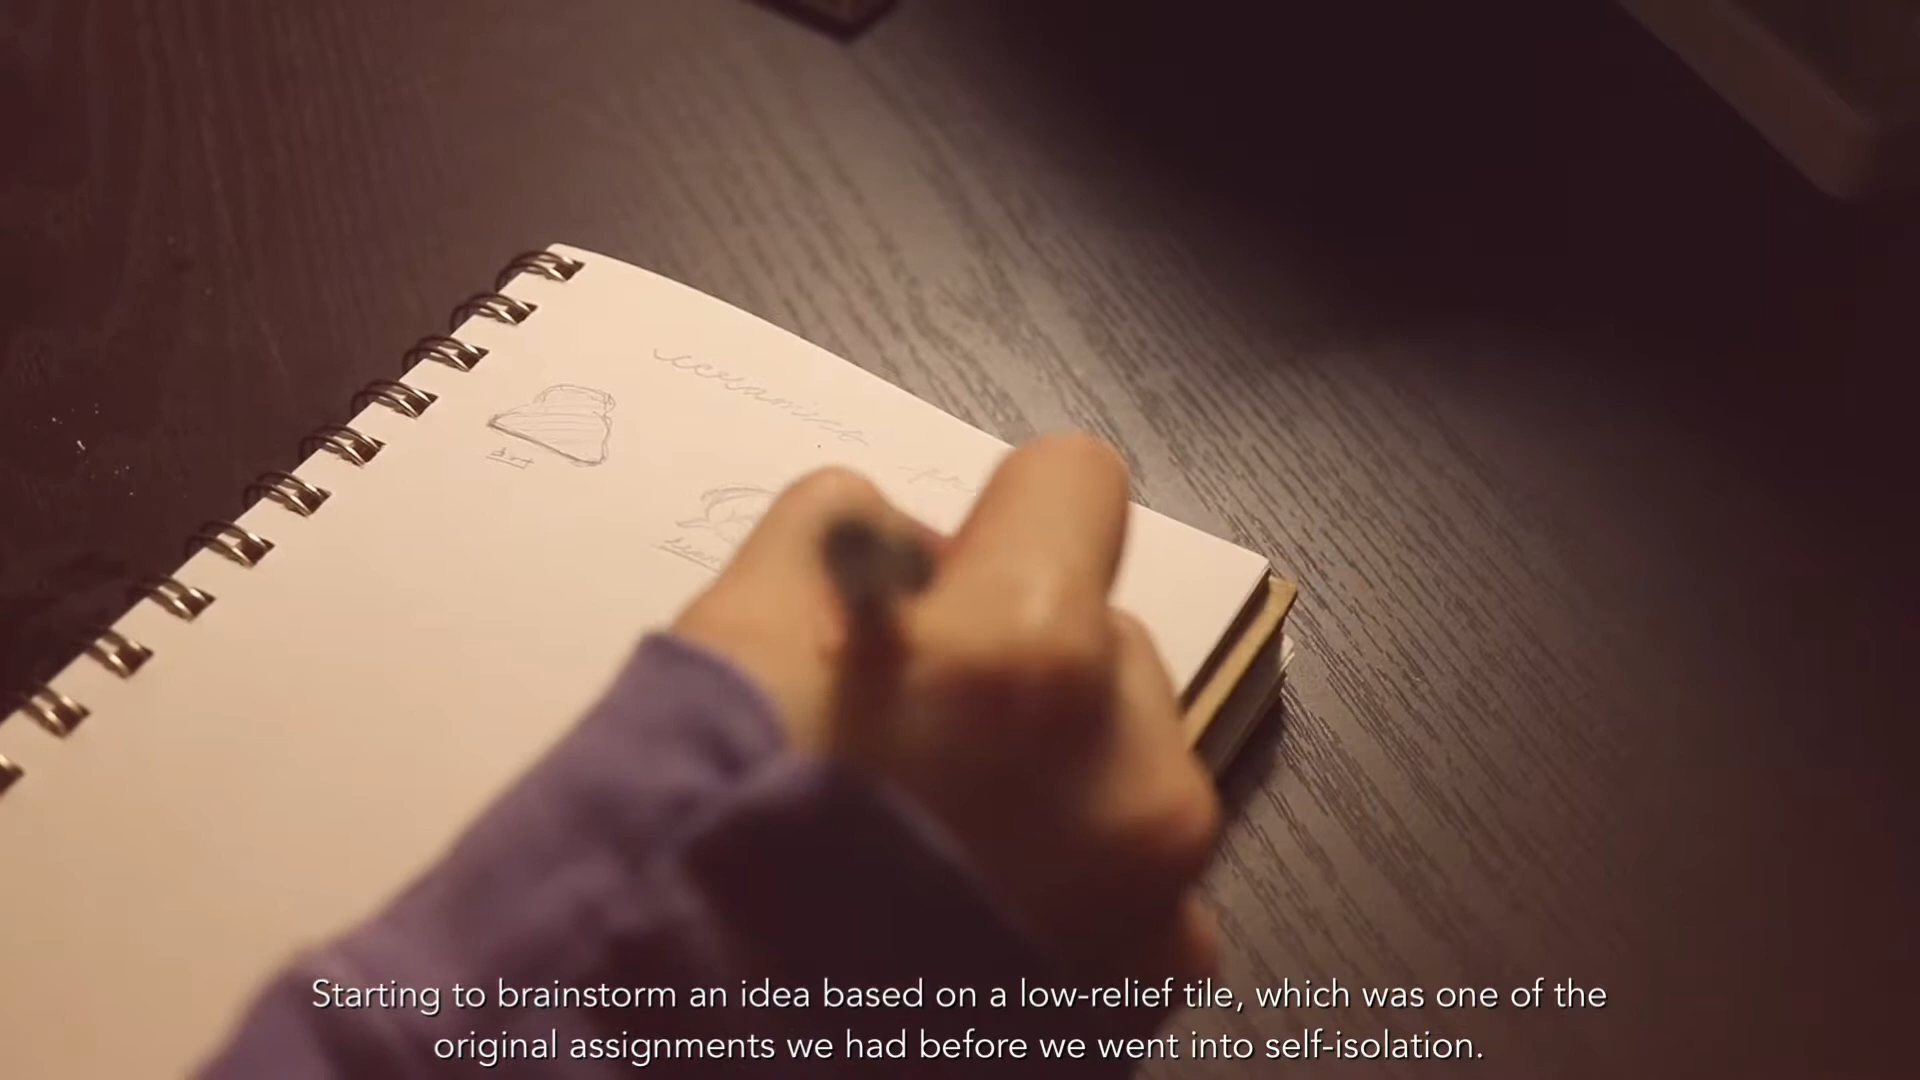 ceramics
Starting to brainstorm an idea based on a low-relief tile, which was one of the
original assignments we had before we went into self-isolation.